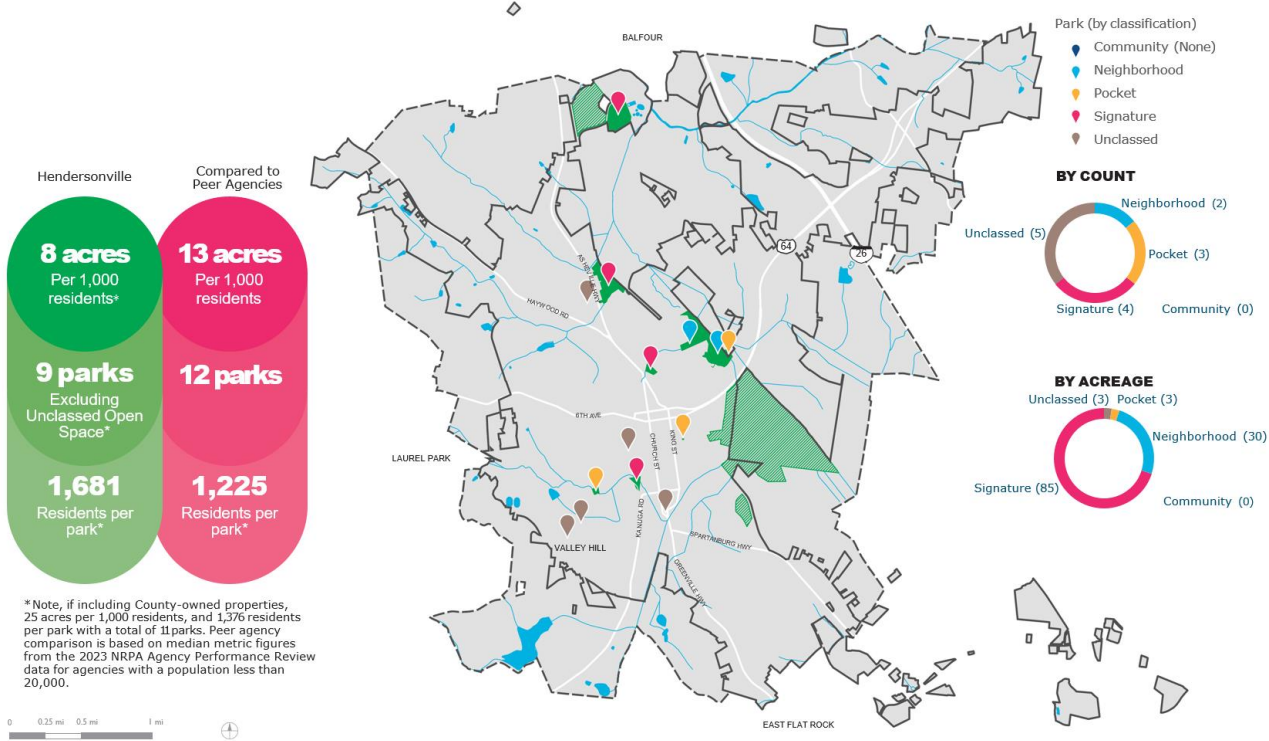 Hendersonville
Compared to
Peer Agencies
8 acres
Per 1,000
residents*
13 acres
Per 1,000
residents
9 parks
Excluding
Unclassed Open
Space*
12 parks
1,681
Residents per
park*
1,225
Residents per
park*
*Note, if including County-owned properties,
25 acres per 1,000 residents, and 1,376 residents
per park with a total of 11 parks. Peer agency
comparison is based on median metric figures
from the 2023 NRPA Agency Performance Review
data for agencies with a population less than
20,000.
0 0.25 mi 0.5 mi 1 mi
BALFOUR
64
26
ASHEVILLE HWY
HAYWOOD RD
6TH AVE
CHURCH ST
KING ST
LAUREL PARK
KANUGA RD
VALLEY HILL
SPARTANBURG HWY
GREENVILLE HWY
EAST FLAT ROCK
Park (by classification)
Community (None)
Neighborhood
Pocket
Signature
Unclassed
BY COUNT
Neighborhood (2)
Unclassed (5)
Pocket (3)
Signature (4)
Community (0)
BY ACREAGE
Unclassed (3)
Pocket (3)
Neighborhood (30)
Signature (85)
Community (0)